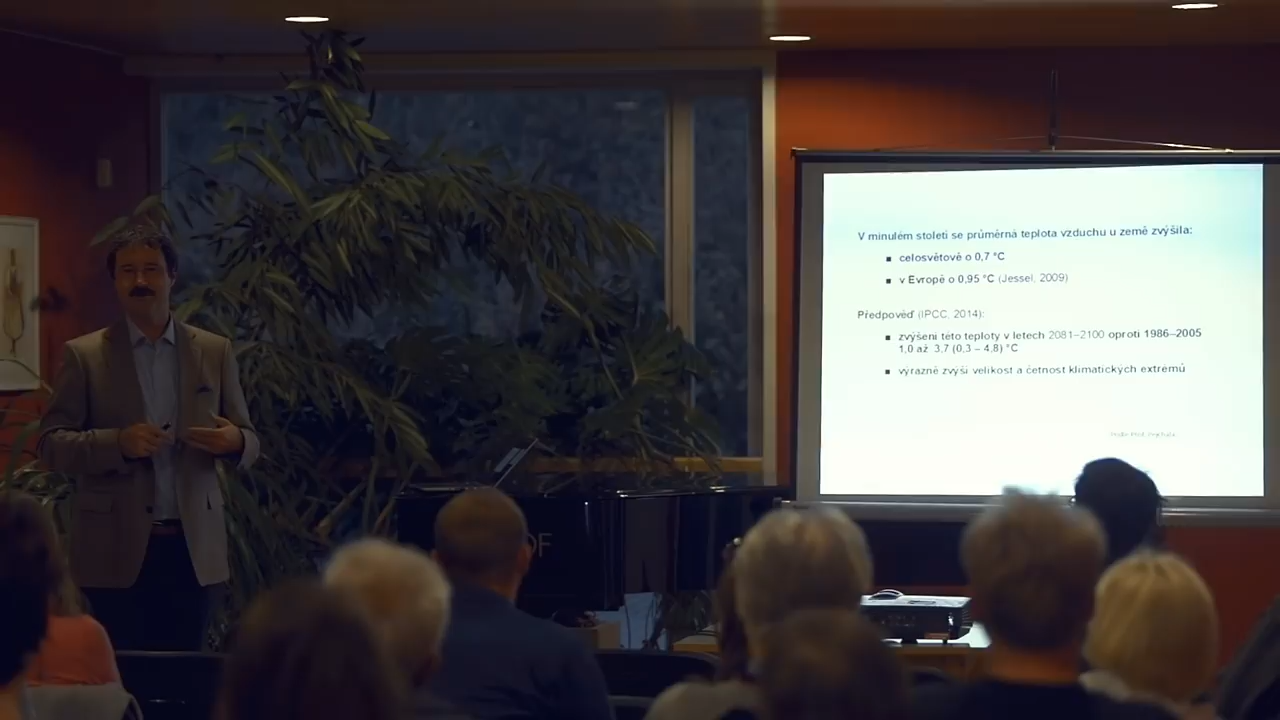 V minulém století se průměrná teplota vzduchu u země zvýšila:
celosvětově o 0,7 °C
v Evropě o 0,95 °C (Jessel, 2009)
Předpověď (IPCC, 2014):
zvýšení této teploty v letech 2081–2100 oproti 1986–2005
1,0 až 3,7 (0,3 – 4,8) °C
výrazně zvýší velikost a četnost klimatických extrémů
OF